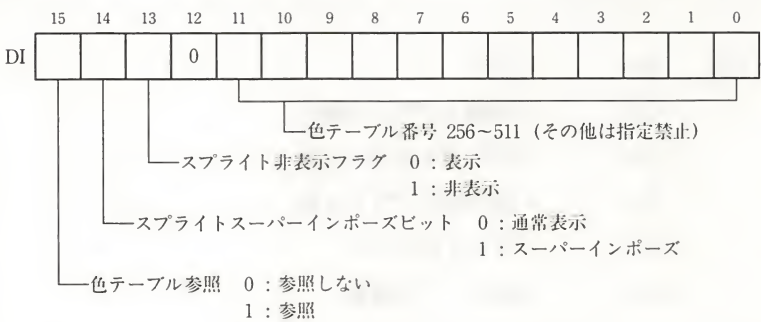 15 14 13 12 11 10 9 8 7 6 5 4 3 2 1 0
DI 0
色テーブル番号 256~511 (その他は指定禁止)
スプライト非表示フラグ 0:表示
1:非表示
スプライトスーパーインポーズビット 0:通常表示
1:スーパーインポーズ
色テーブル参照 0:参照しない
1:参照